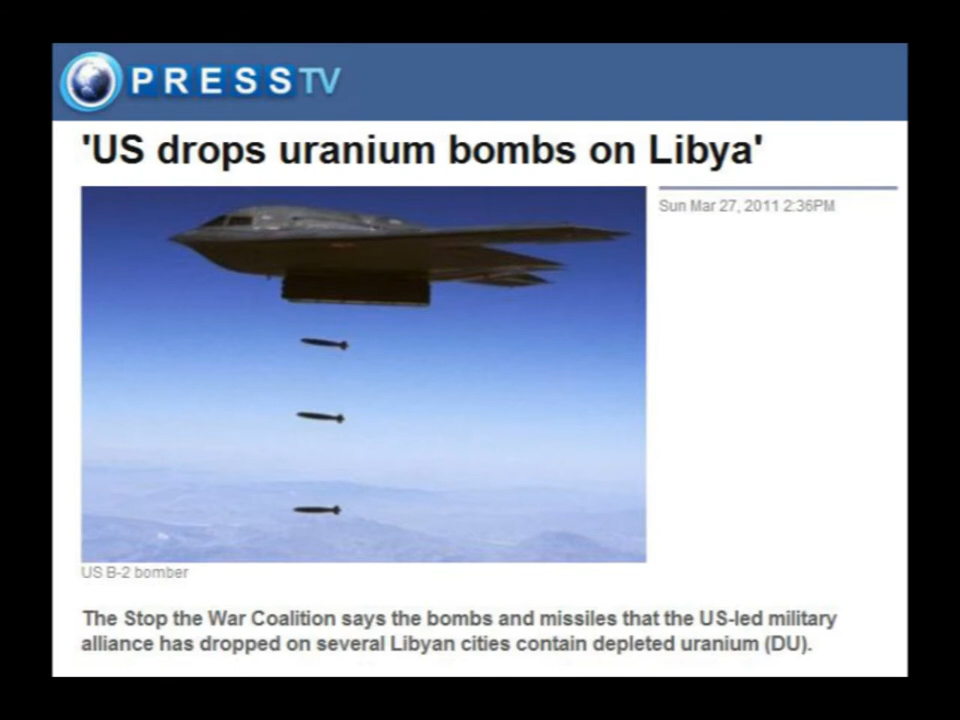 PRESSTV
'US drops uranium bombs on Libya'
Sun Mar 27, 2011 2:36PM
US B-2 bomber
The Stop the War Coalition says the bombs and missiles that the US-led military
alliance has dropped on several Libyan cities contain depleted uranium (DU).